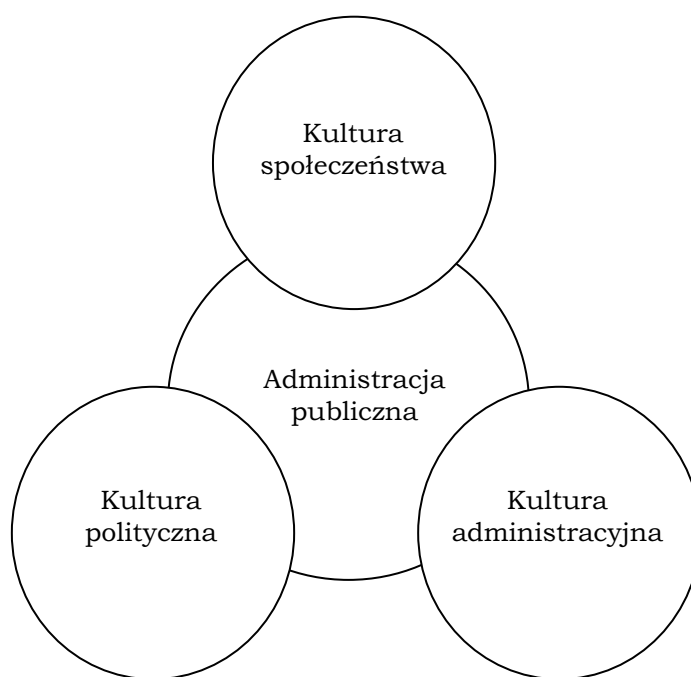 Kultura
społeczeństwa
Administracja
publiczna
Kultura
polityczna
Kultura
administracyjna